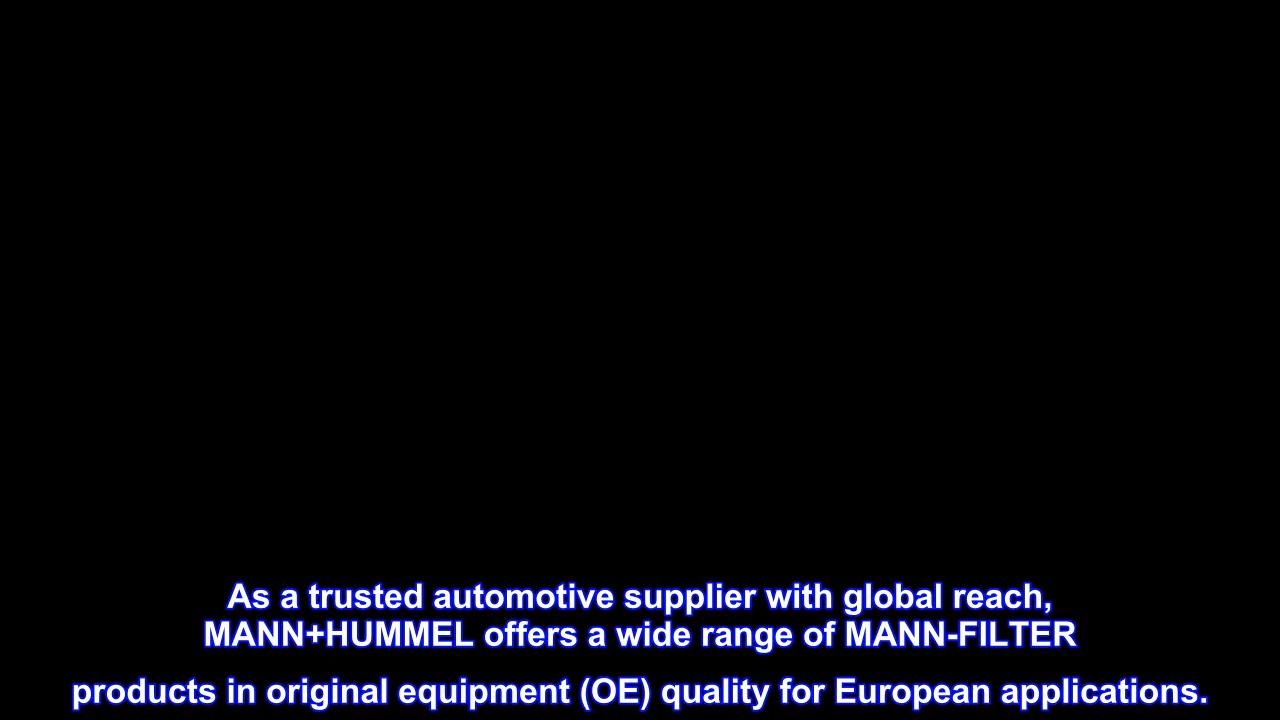 As a trusted automotive supplier with global reach,
MANN+HUMMEL offers a wide range of MANN-FILTER
products in original equipment (OE) quality for European applications.